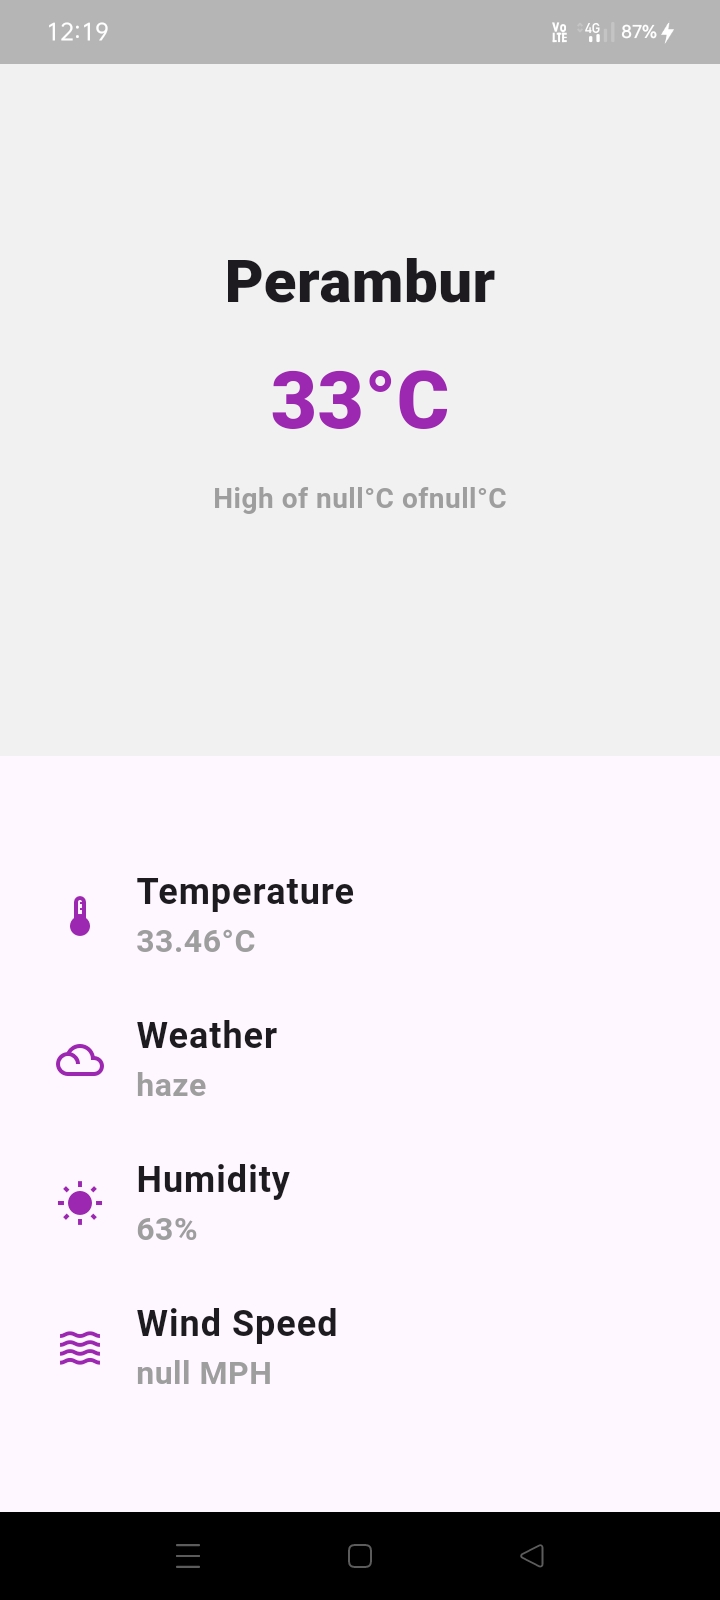 12:19
Vo LTE 4G 87%
Perambur
33°C
High of null°C ofnull°C
Temperature
33.46°C
Weather
haze
Humidity
63%
Wind Speed
null MPH